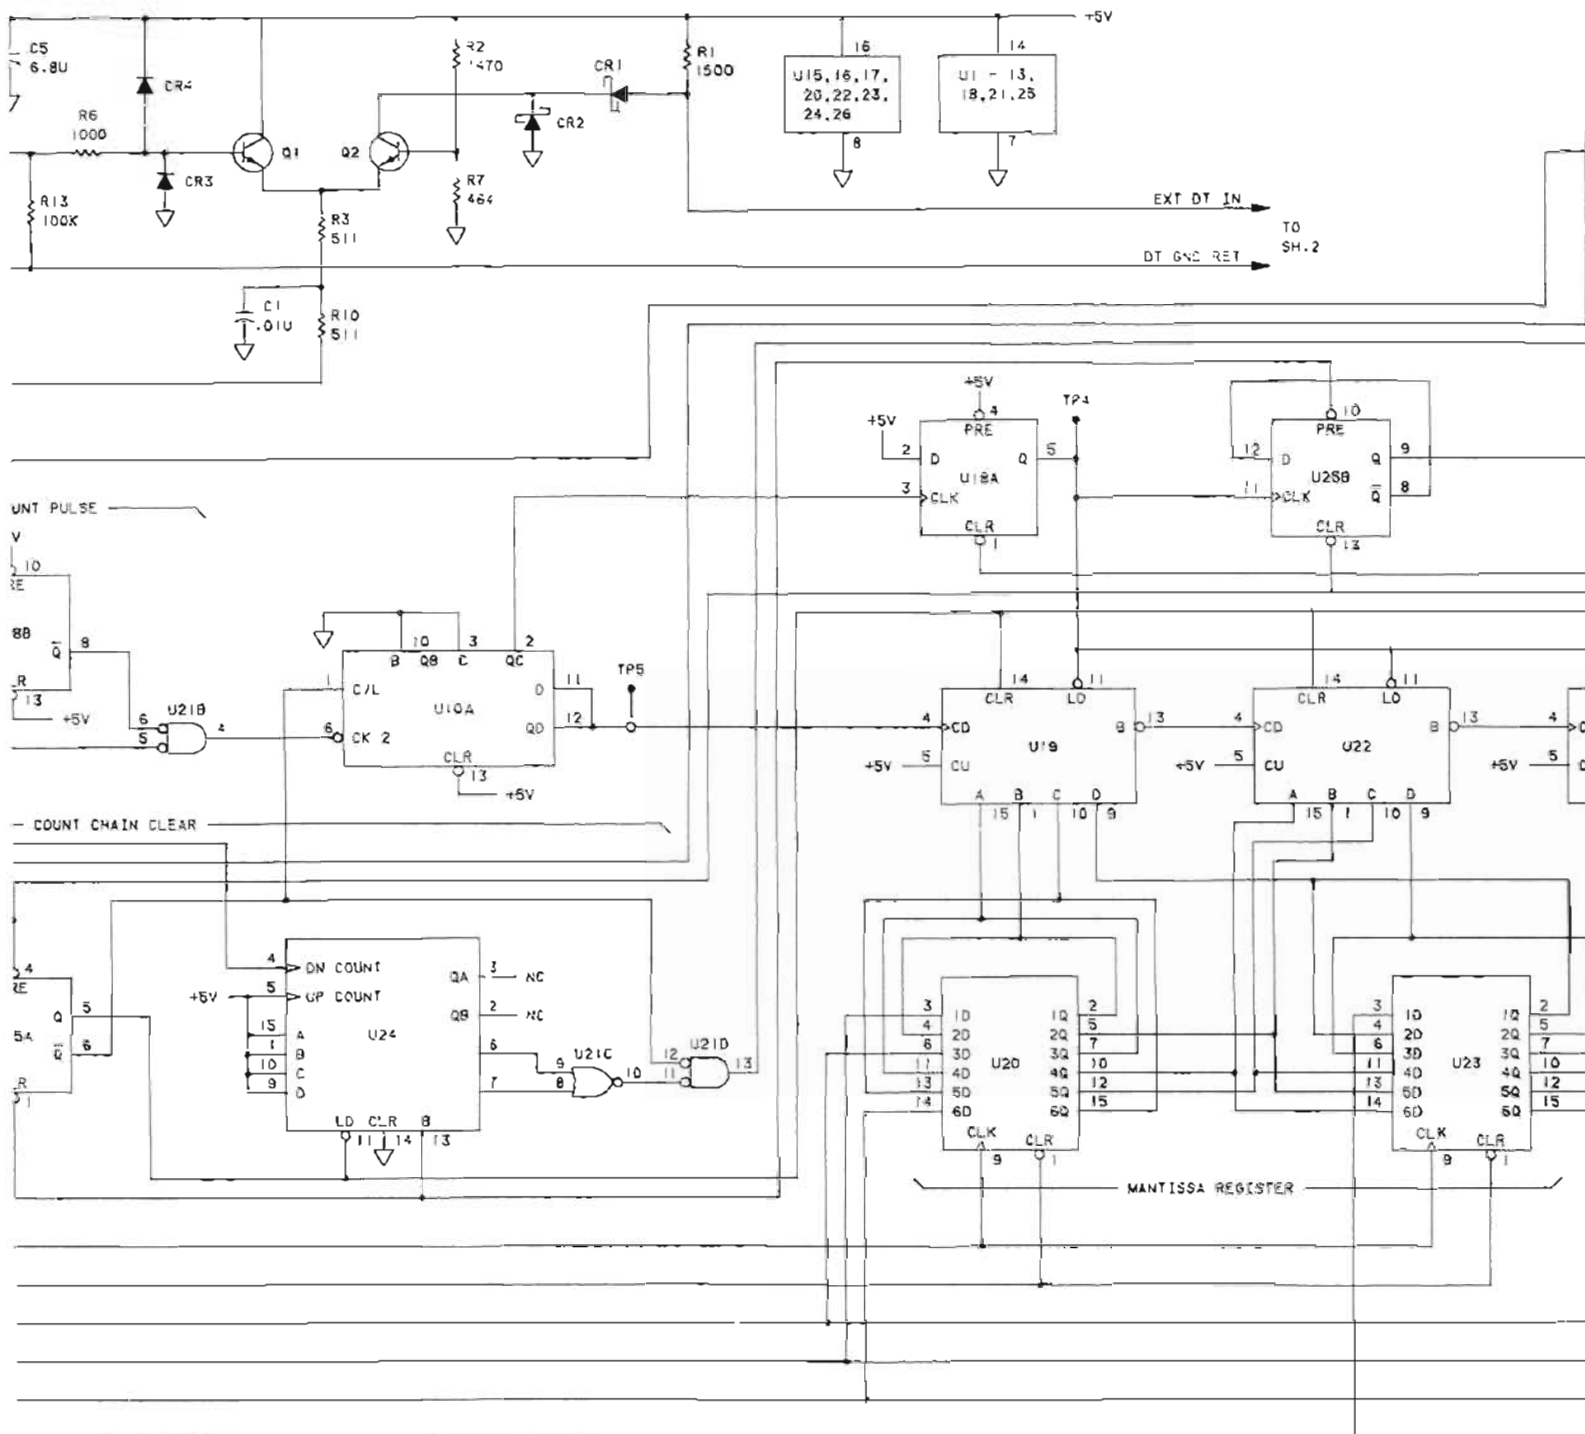 +5V
C5
6.8U
CR4
R6
1000
CR3
R13
100K
Q1
Q2
R2
1470
R7
464
R3
511
C1
.01U
R10
511
CR1
CR2
R1
1500
16
U15,16,17,
20,22,23,
24,26
8
14
U1 - 13,
18,21,25
7
EXT DT IN
TO
SH.2
DT GND RET
+5V
4
PRE
+5V
2
D
Q
5
U18A
3
CLK
CLR
1
TP4
10
PRE
12
D
Q
9
11
CLK
Q
8
CLR
13
UNT PULSE
V
10
RE
8B
Q
8
R
13
+5V
U21B
6
5
4
10
3
2
B
QB
C
QC
1
C/L
U10A
D
11
6
CK 2
QD
12
CLR
13
+5V
TP5
14
11
CLR
LD
4
CD
U19
B
13
+5V
5
CU
A
B
C
D
15
1
10
9
14
11
CLR
LD
4
CD
U22
B
13
+5V
5
CU
A
B
C
D
15
1
10
9
4
C
+5V
5
C
COUNT CHAIN CLEAR
4
RE
5A
Q
5
Q
6
R
1
4
DN COUNT
+5V
5
UP COUNT
U24
15
A
1
B
10
C
9
D
QA
3
NC
QB
2
NC
6
7
LD
CLR
B
11
14
13
U21C
9
8
10
U21D
12
11
13
3
1D
1Q
2
4
2D
2Q
5
6
3D
3Q
7
U20
11
4D
4Q
10
13
5D
5Q
12
14
6D
6Q
15
CLK
CLR
9
1
3
1D
1Q
2
4
2D
2Q
5
6
3D
3Q
7
U23
11
4D
4Q
10
13
5D
5Q
12
14
6D
6Q
15
CLK
CLR
9
1
MANTISSA REGISTER